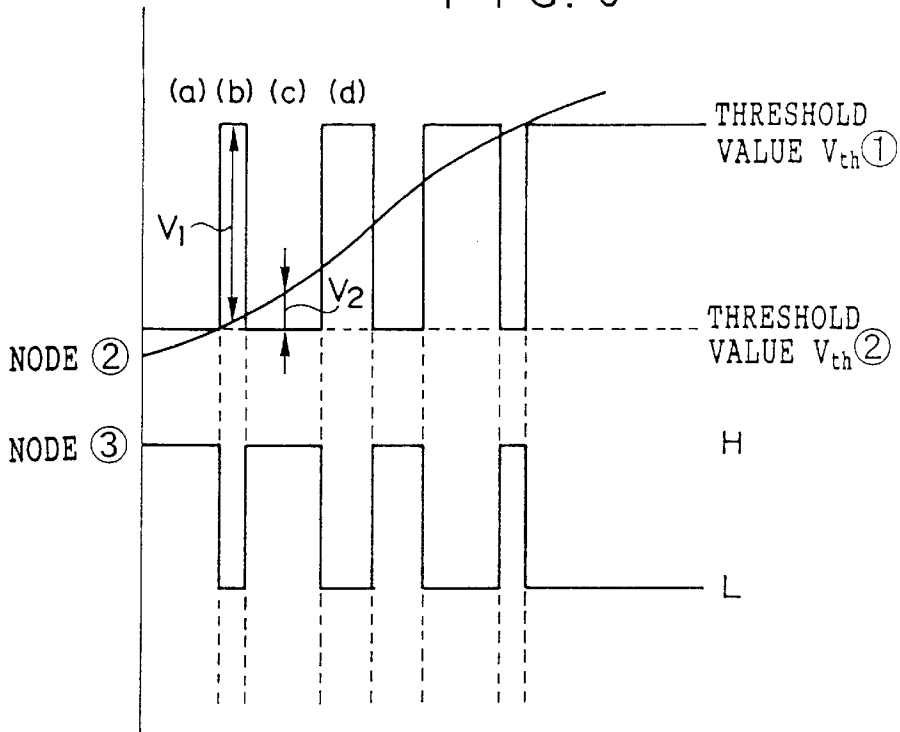 F I G.
(a) (b) (c) (d)
THRESHOLD
VALUE Vth①
V1
V2
THRESHOLD
VALUE Vth②
NODE ②
NODE ③
H
L